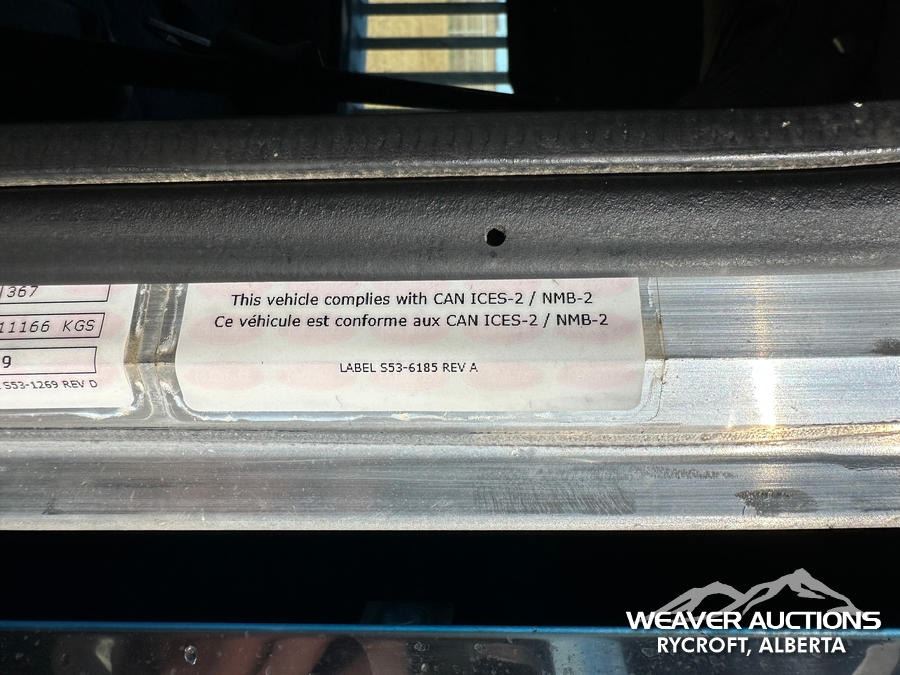 367
11166 KGS
9
S53-1269 REV D
This vehicle complies with CAN ICES-2 / NMB-2
Ce véhicule est conforme aux CAN ICES-2 / NMB-2
LABEL S53-6185 REV A
WEAVER AUCTIONS
RYCROFT, ALBERTA